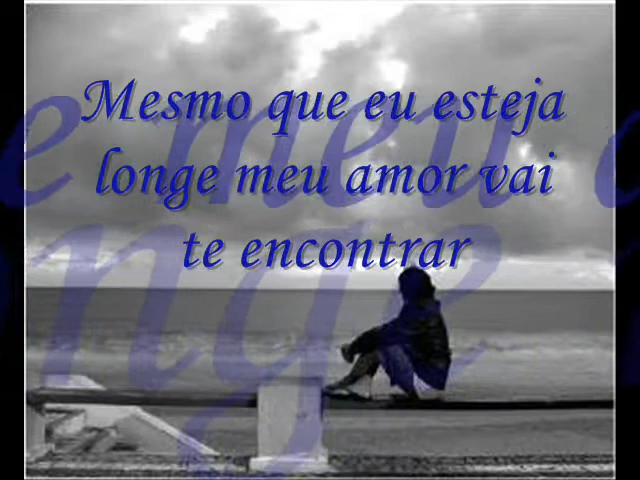 Mesmo que eu esteja
longe meu amor vai
te encontrar